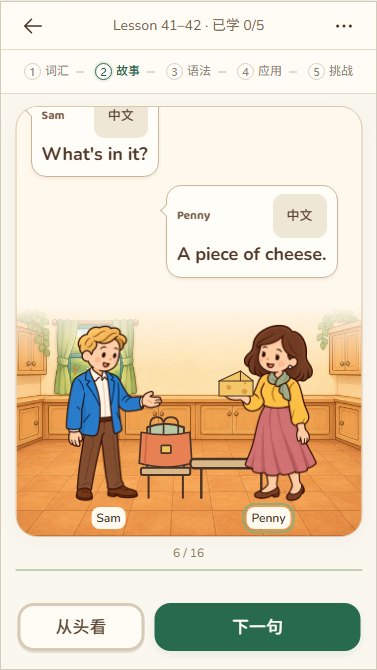 Lesson 41–42 · 已学 0/5
1 词汇 2 故事 3 语法 4 应用 5 挑战
Sam 中文
What's in it?
Penny 中文
A piece of cheese.
Sam Penny
6 / 16
从头看 下一句